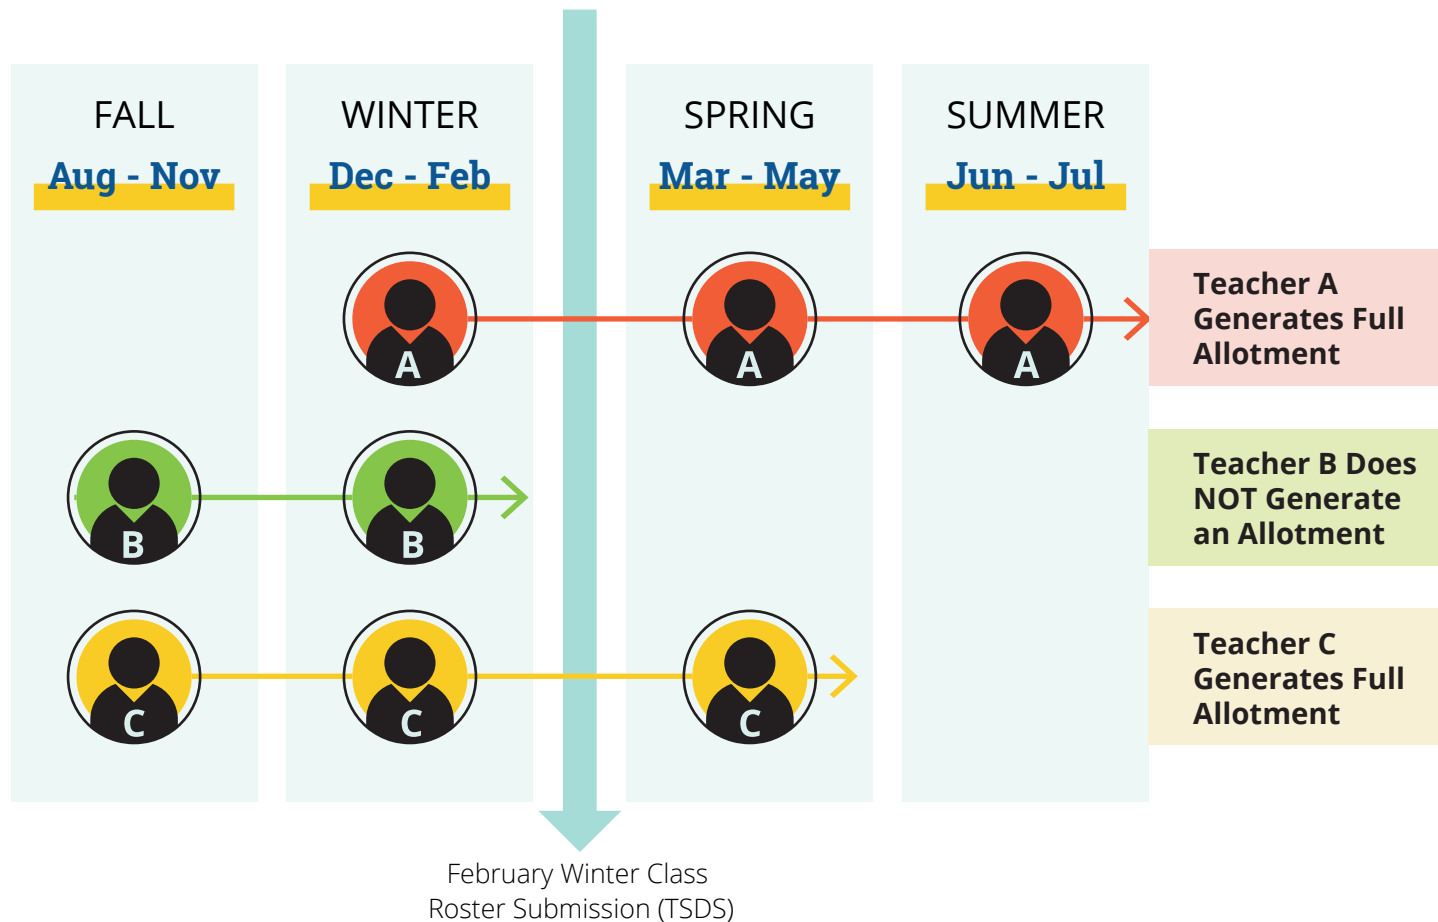 FALL
Aug - Nov
WINTER
Dec - Feb
SPRING
Mar - May
SUMMER
Jun - Jul
A
A
A
Teacher A
Generates Full
Allotment
B
B
Teacher B Does
NOT Generate
an Allotment
C
C
C
Teacher C
Generates Full
Allotment
February Winter Class
Roster Submission (TSDS)